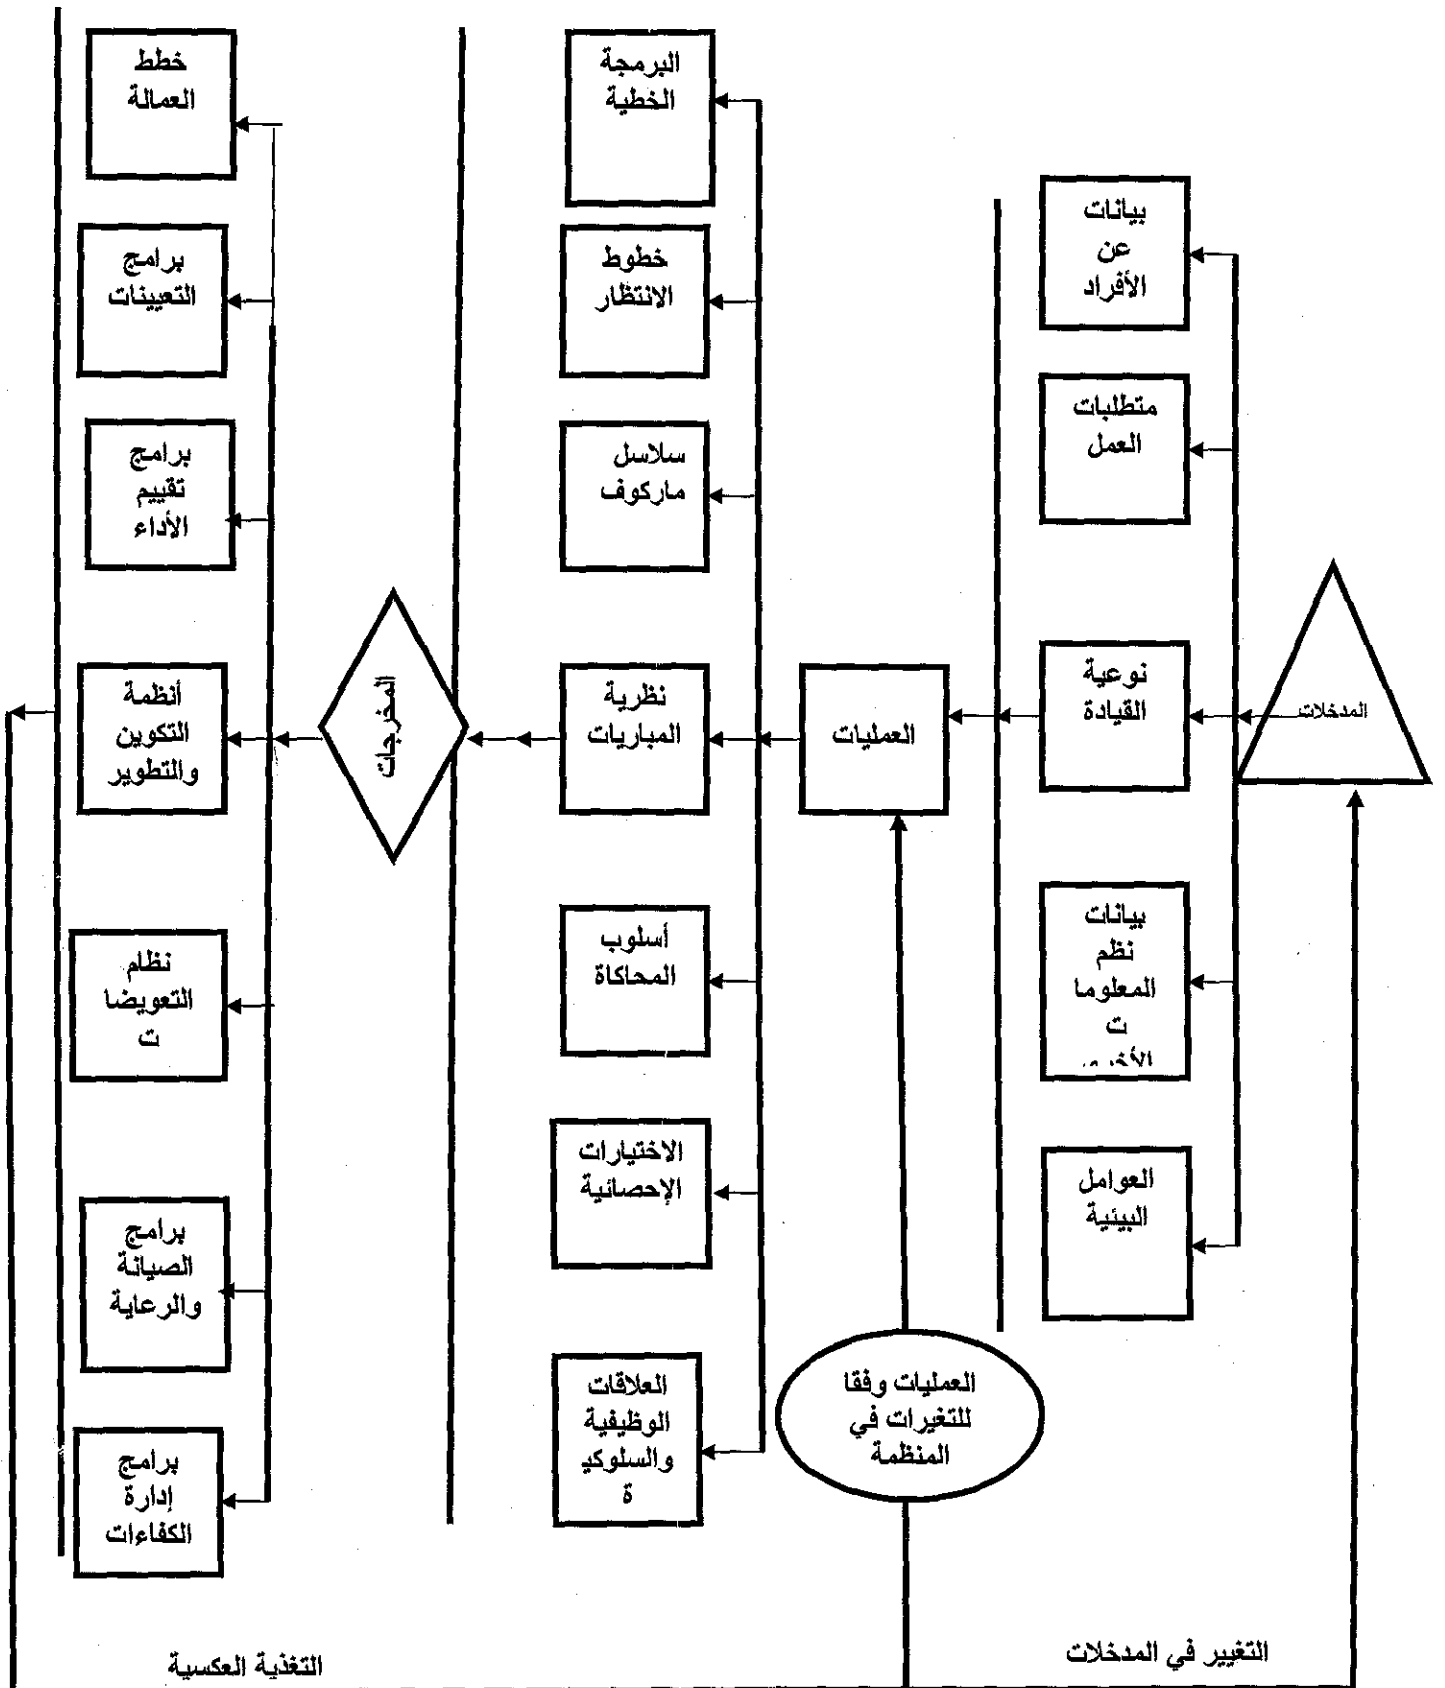 المدخلات
بيانات
عن
الأفراد
متطلبات
العمل
نوعية
القيادة
بيانات
نظم
المعلوما
ت
العوامل
البيئية
العمليات
العمليات وفقا
للتغيرات في
المنظمة
البرمجة
الخطية
خطوط
الانتظار
سلاسل
ماركوف
نظرية
المباريات
أسلوب
المحاكاة
الاختيارات
الإحصائية
العلاقات
الوظيفية
والسلوكي
ة
المخرجات
خطط
العمالة
برامج
التعيينات
برامج
تقييم
الأداء
أنظمة
التكوين
والتطوير
نظام
التعويضا
ت
برامج
الصيانة
والرعاية
برامج
إدارة
الكفاءات
التغيير في المدخلات
التغذية العكسية